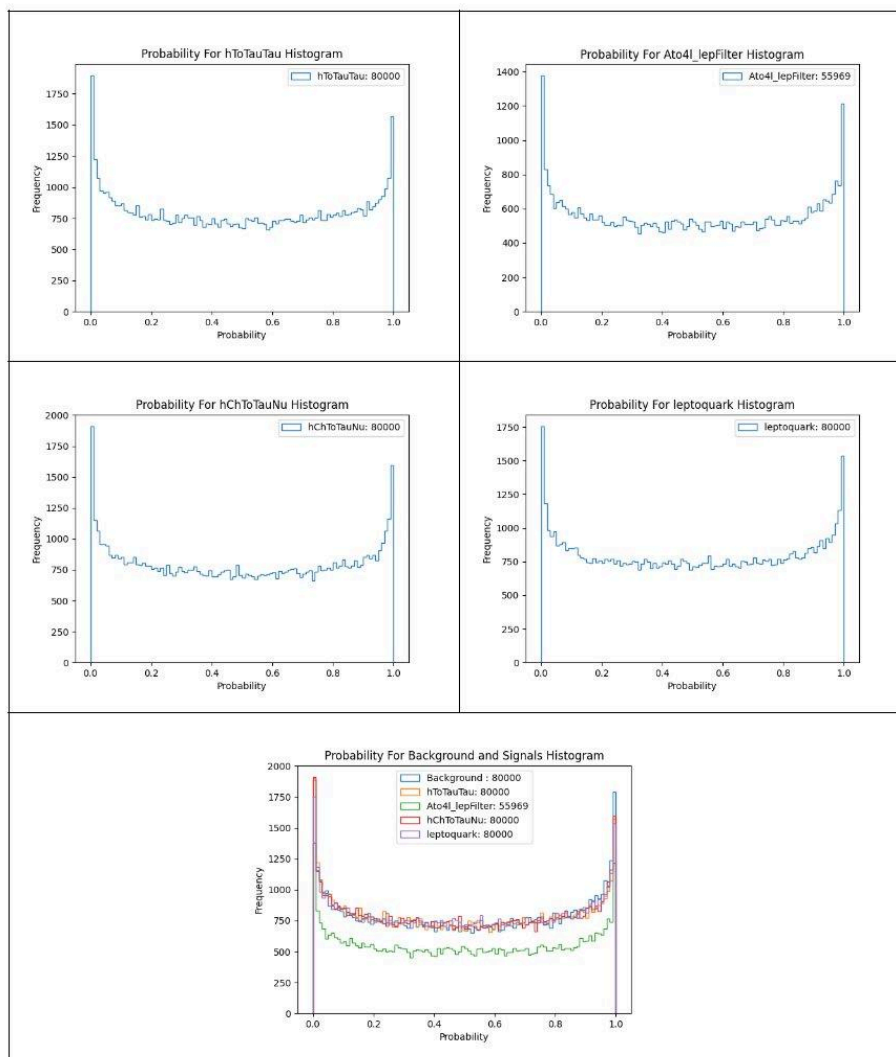 Probability For hToTauTau Histogram
hToTauTau: 80000
1750
1500
1250
1000
750
500
250
0
Frequency
0.0 0.2 0.4 0.6 0.8 1.0
Probability
Probability For Ato4l_lepFilter Histogram
Ato4l_lepFilter: 55969
1400
1200
1000
800
600
400
200
0
Frequency
0.0 0.2 0.4 0.6 0.8 1.0
Probability
Probability For hChToTauNu Histogram
hChToTauNu: 80000
2000
1750
1500
1250
1000
750
500
250
0
Frequency
0.0 0.2 0.4 0.6 0.8 1.0
Probability
Probability For leptoquark Histogram
leptoquark: 80000
1750
1500
1250
1000
750
500
250
0
Frequency
0.0 0.2 0.4 0.6 0.8 1.0
Probability
Probability For Background and Signals Histogram
Background : 80000
hToTauTau: 80000
Ato4l_lepFilter: 55969
hChToTauNu: 80000
leptoquark: 80000
2000
1750
1500
1250
1000
750
500
250
0
Frequency
0.0 0.2 0.4 0.6 0.8 1.0
Probability